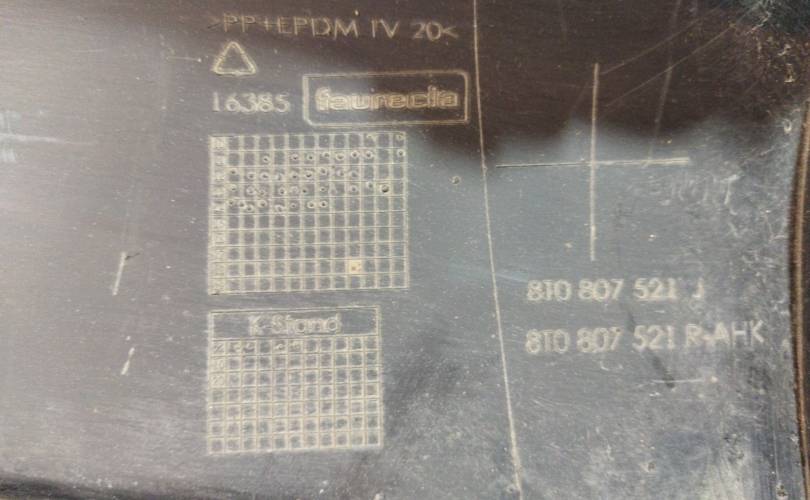 >PP+EPDM TV 20<
16385 faurecia
K-Stand
8T0 807 521 J
8T0 807 521 R-AHK